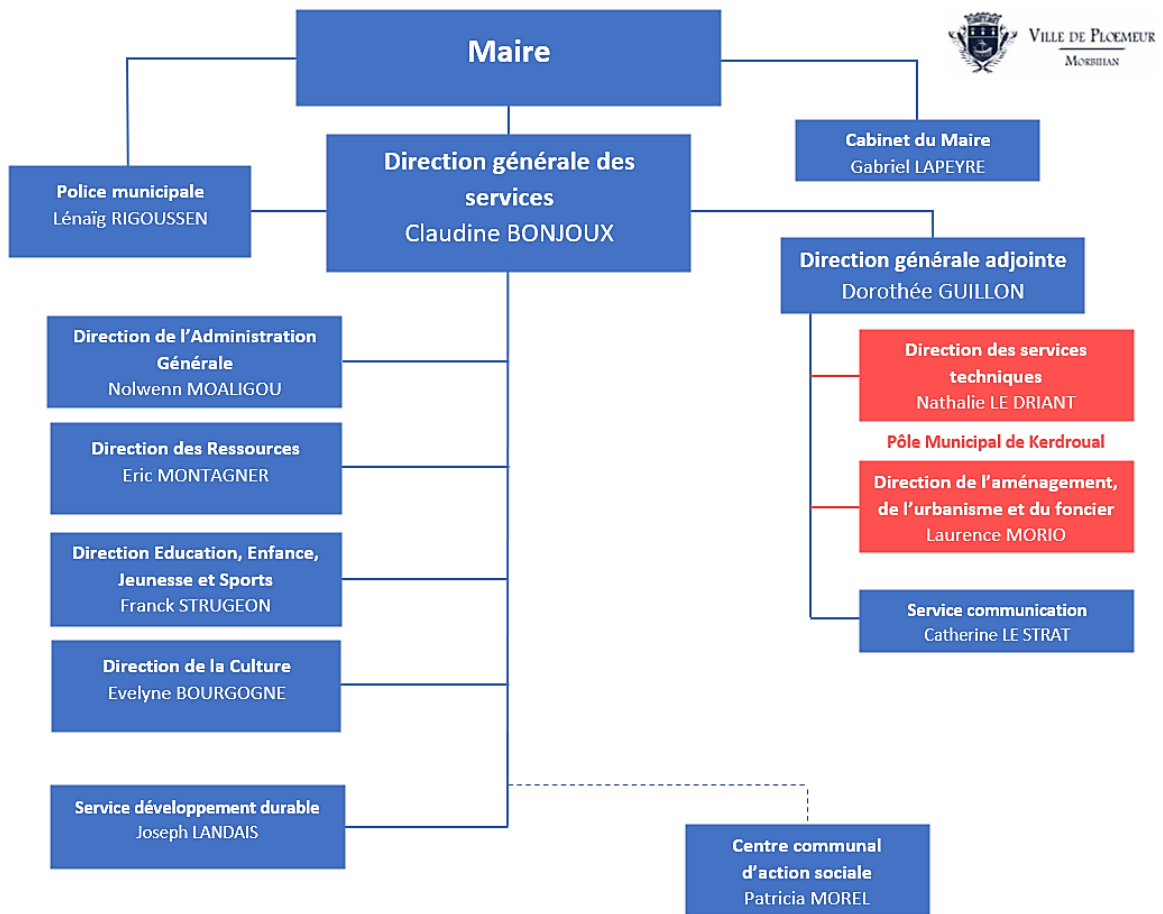 Maire
VILLE DE PLOEMEUR
MORBIHAN
Cabinet du Maire
Gabriel LAPEYRE
Direction générale des
services
Claudine BONJOUX
Police municipale
Lénaïg RIGOUSSEN
Direction générale adjointe
Dorothée GUILLON
Direction de l'Administration
Générale
Nolwenn MOALIGOU
Direction des Ressources
Eric MONTAGNER
Direction Education, Enfance,
Jeunesse et Sports
Franck STRUGEON
Direction de la Culture
Evelyne BOURGOGNE
Service développement durable
Joseph LANDAIS
Direction des services
techniques
Nathalie LE DRIANT
Pôle Municipal de Kerdroual
Direction de l'aménagement,
de l'urbanisme et du foncier
Laurence MORIO
Service communication
Catherine LE STRAT
Centre communal
d'action sociale
Patricia MOREL